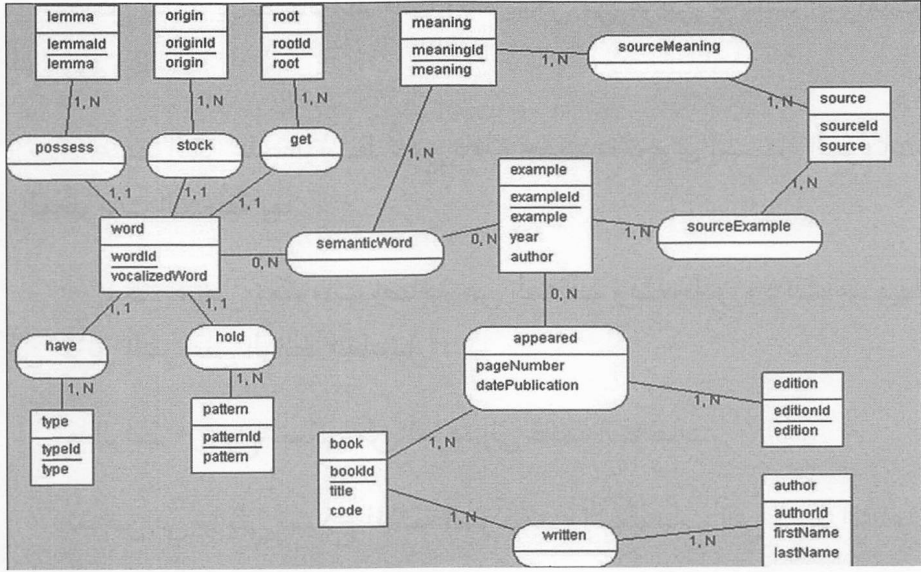 lemma
lemmaId
lemma
origin
originId
origin
root
rootId
root
meaning
meaningId
meaning
sourceMeaning
1, N
1, N
source
sourceId
source
1, N
1, N
1, N
possess
stock
get
1, N
example
exampleId
example
year
author
1, N
1, 1
1, 1
1, 1
word
wordId
vocalizedWord
0, N
semanticWord
0, N
1, N
sourceExample
1, 1
1, 1
0, N
have
hold
appeared
pageNumber
datePublication
1, N
1, N
type
typeId
type
pattern
patternId
pattern
1, N
edition
editionId
edition
1, N
book
bookId
title
code
1, N
written
1, N
author
authorId
firstName
lastName